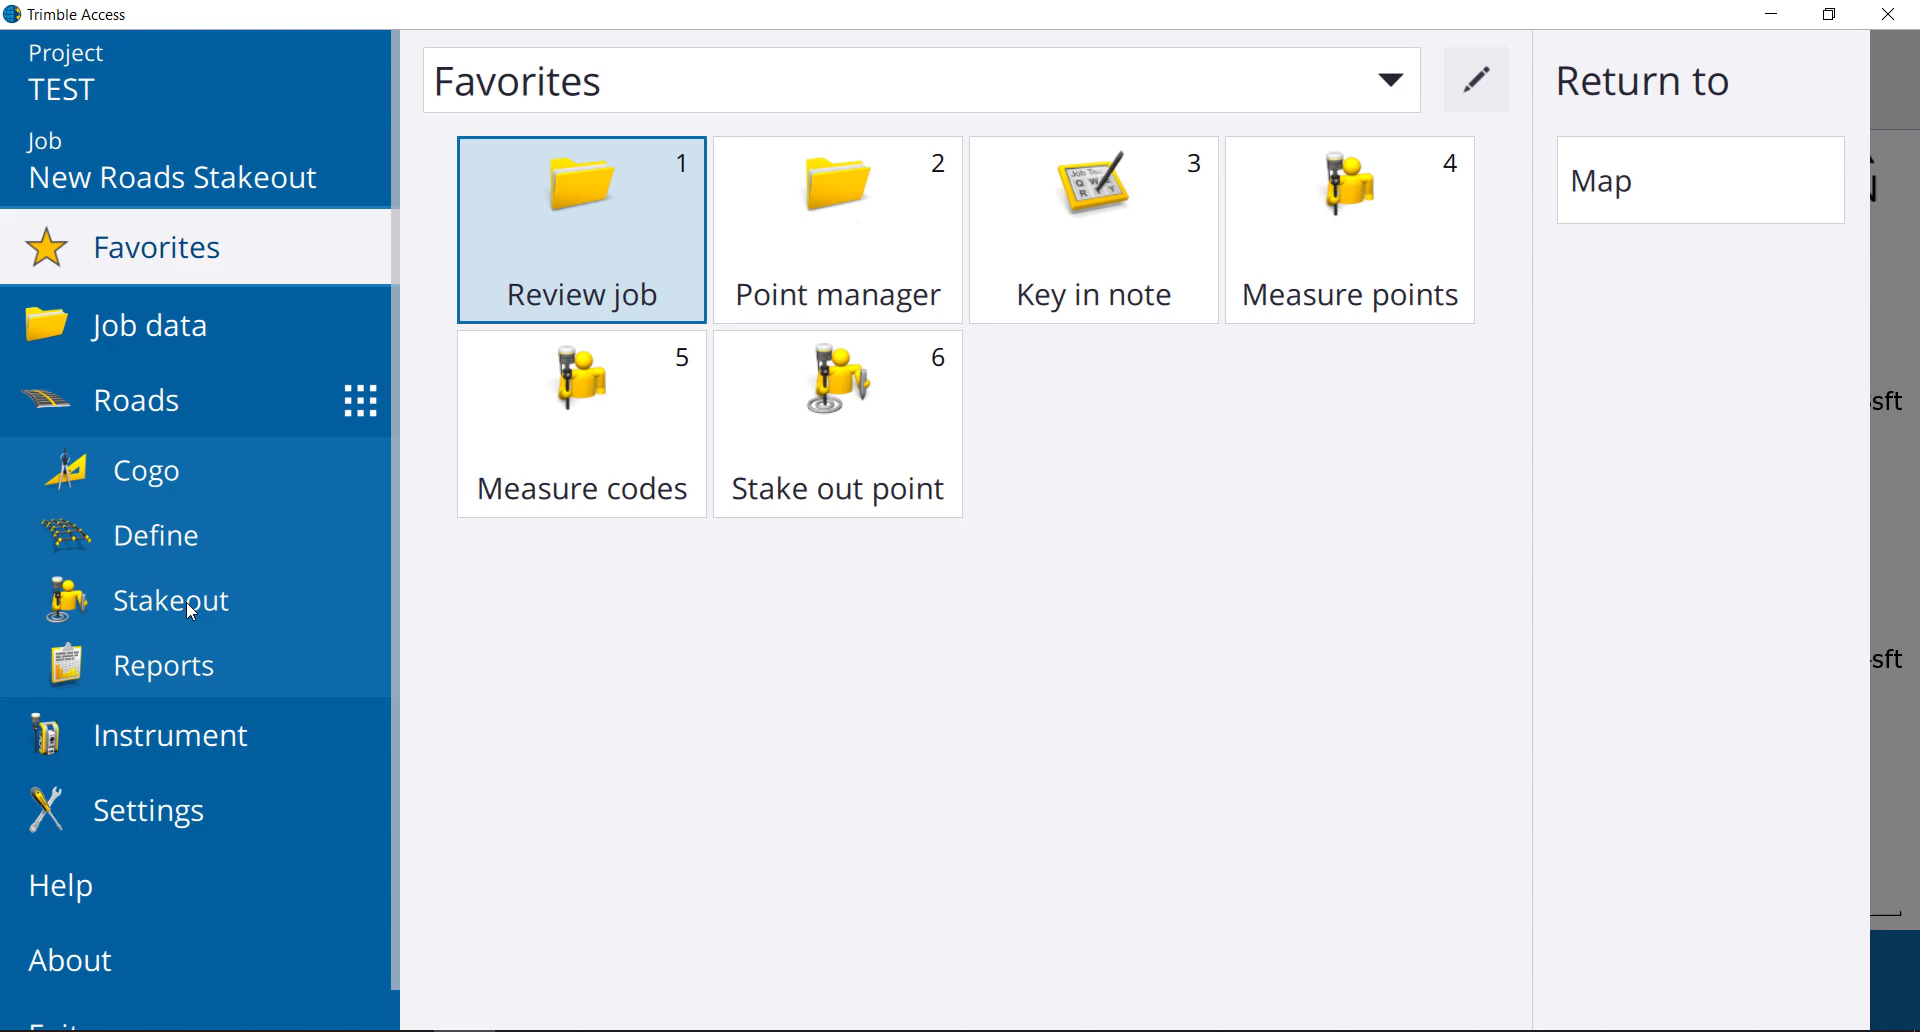 Trimble Access
Project
TEST
Job
New Roads Stakeout
Favorites
Job data
Roads
Cogo
Define
Stakeout
Reports
Instrument
Settings
Help
About
Favorites
1
Review job
2
Point manager
3
Key in note
4
Measure points
5
Measure codes
6
Stake out point
Return to
Map
sft
sft